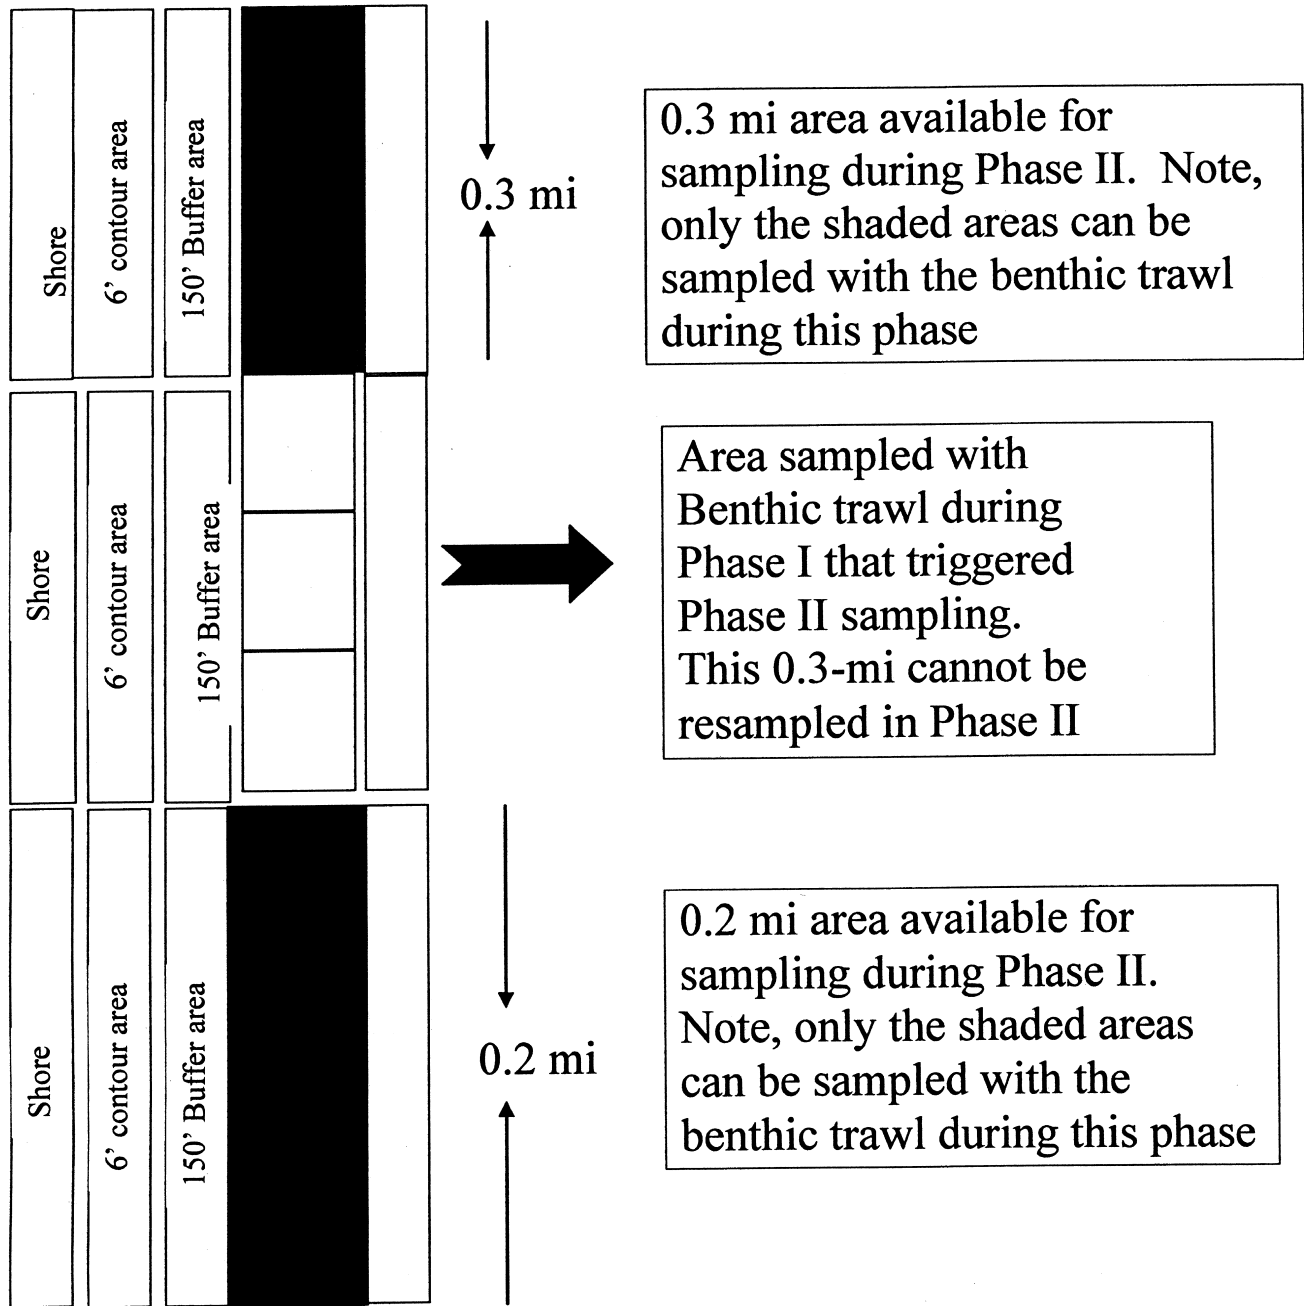 Shore
6’ contour area
150’ Buffer area
0.3 mi
0.3 mi area available for
sampling during Phase II.  Note,
only the shaded areas can be
sampled with the benthic trawl
during this phase
Shore
6’ contour area
150’ Buffer area
Area sampled with
Benthic trawl during
Phase I that triggered
Phase II sampling.
This 0.3-mi cannot be
resampled in Phase II
Shore
6’ contour area
150’ Buffer area
0.2 mi
0.2 mi area available for
sampling during Phase II.
Note, only the shaded areas
can be sampled with the
benthic trawl during this phase